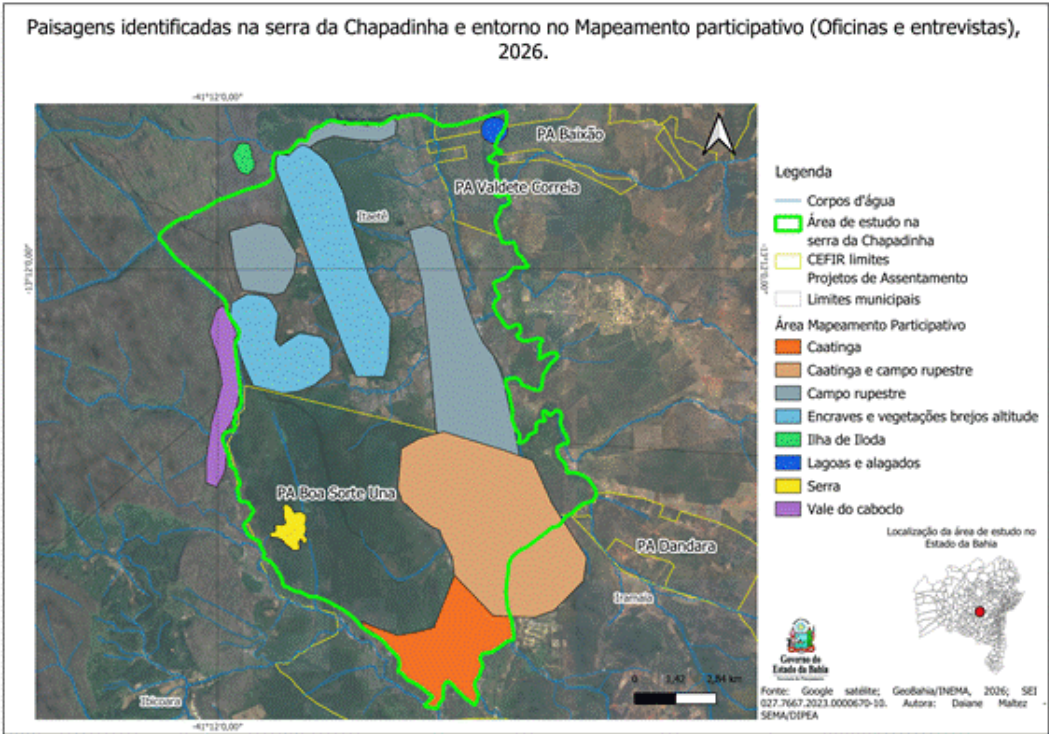 Paisagens identificadas na serra da Chapadinha e entorno no Mapeamento participativo (Oficinas e entrevistas),
2026.
-41°12'0,00"
PA Baixão
PA Valdete Correia
Itaetê
-13°12'0,00"
-13°12'0,00"
PA Boa Sorte Una
PA Dandara
Iramaia
Ibicoara
0 1,42 2,84 km
-41°12'0,00"
Legenda
Corpos d'água
Área de estudo na
serra da Chapadinha
CEFIR limites
Projetos de Assentamento
Limites municipais
Área Mapeamento Participativo
Caatinga
Caatinga e campo rupestre
Campo rupestre
Encraves e vegetações brejos altitude
Ilha de Iloda
Lagoas e alagados
Serra
Vale do caboclo
Localização da área de estudo no
Estado da Bahia
Governo do
Estado da Bahia
Fonte: Google satélite; GeoBahia/INEMA, 2026; SEI
027.7667.2023.0000670-10. Autora: Daiane Maltez -
SEMA/DIPEA